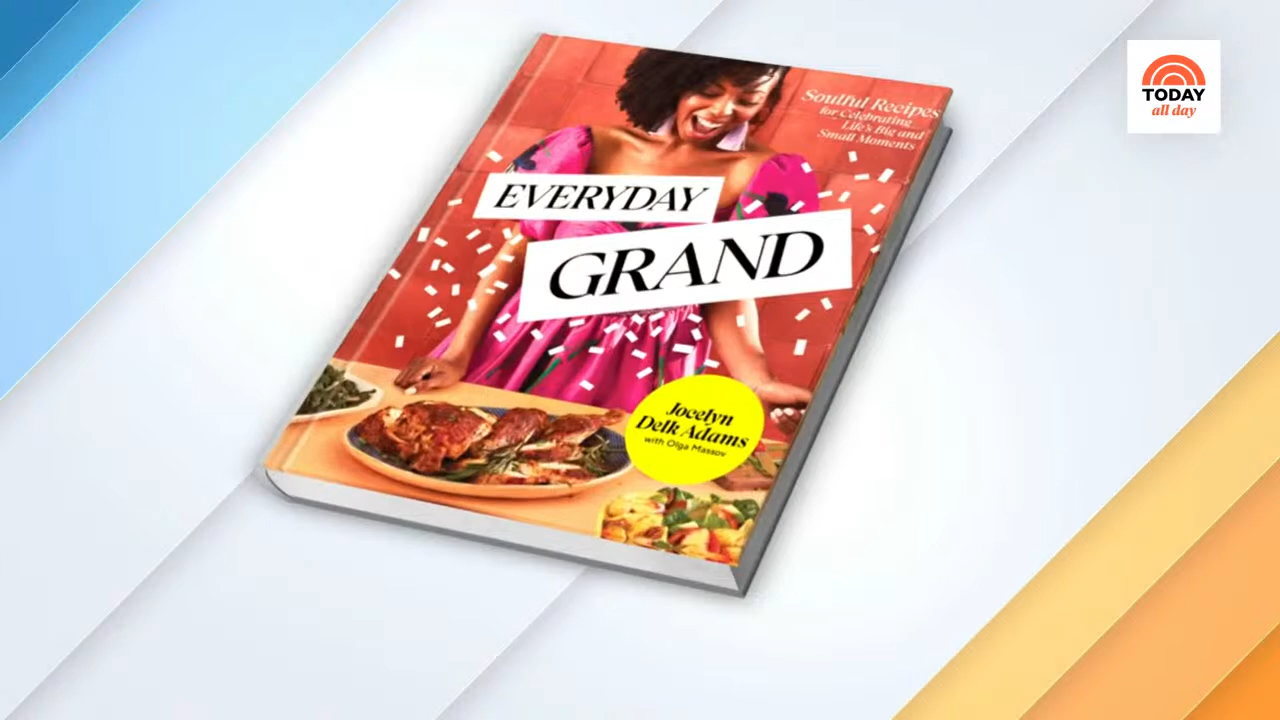 TODAY
all day
Soulful Recipes
for Celebrating
Life's Big and
Small Moments
EVERYDAY
GRAND
Jocelyn
Delk Adams
with Olga Massov